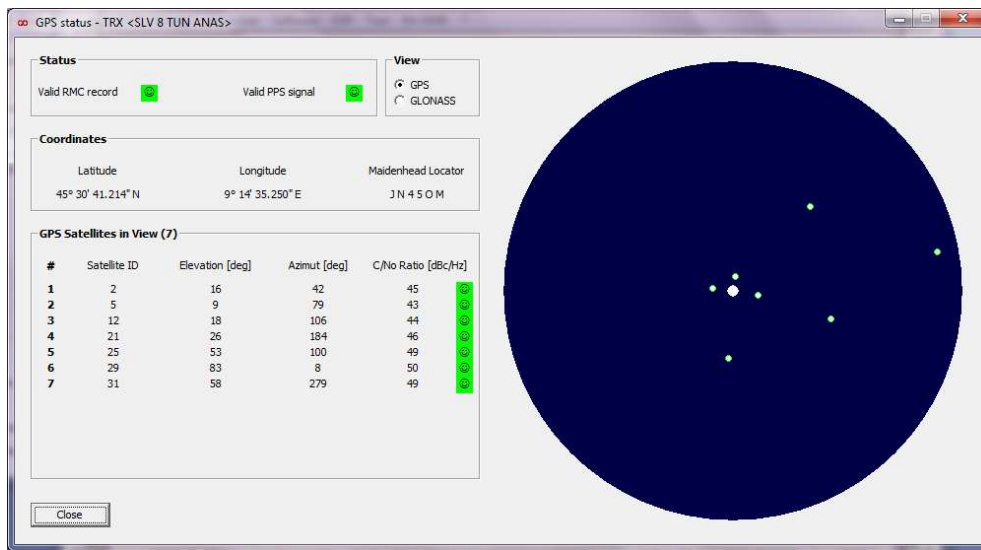 GPS status - TRX <SLV 8 TUN ANAS>
Status
Valid RMC record
Valid PPS signal
View
GPS
GLONASS
Coordinates
Latitude Longitude Maidenhead Locator
45° 30' 41.214" N 9° 14' 35.250" E J N 4 5 O M
GPS Satellites in View (7)
# Satellite ID Elevation [deg] Azimut [deg] C/No Ratio [dBc/Hz]
1 2 16 42 45
2 5 9 79 43
3 12 18 106 44
4 21 26 184 46
5 25 53 100 49
6 29 83 8 50
7 31 58 279 49
Close